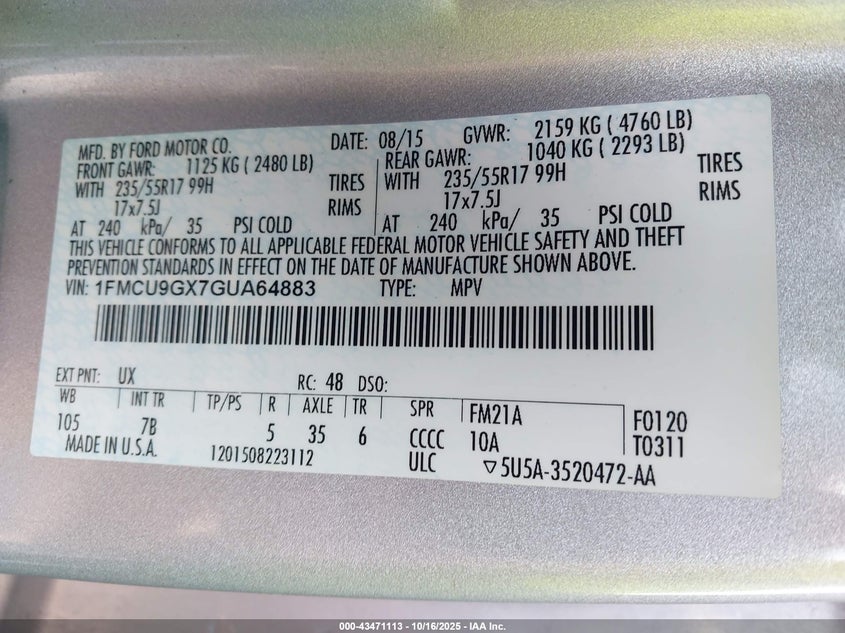 MFD. BY FORD MOTOR CO. DATE: 08/15 GVWR: 2159 KG ( 4760 LB)
FRONT GAWR: 1125 KG ( 2480 LB) REAR GAWR: 1040 KG ( 2293 LB)
WITH 235/55R17 99H TIRES WITH 235/55R17 99H TIRES
17x7.5J RIMS 17x7.5J RIMS
AT 240 kPa/ 35 PSI COLD AT 240 kPa/ 35 PSI COLD
THIS VEHICLE CONFORMS TO ALL APPLICABLE FEDERAL MOTOR VEHICLE SAFETY AND THEFT
PREVENTION STANDARDS IN EFFECT ON THE DATE OF MANUFACTURE SHOWN ABOVE.
VIN: 1FMCU9GX7GUA64883 TYPE: MPV
EXT PNT: UX RC: 48 DSO:
WB INT TR TP/PS R AXLE TR SPR FM21A F0120
105 7B 5 35 6 CCCC 10A T0311
MADE IN U.S.A. 1201508223112 ULC ▽5U5A-3520472-AA
000-43471113 - 10/16/2025 - IAA Inc.